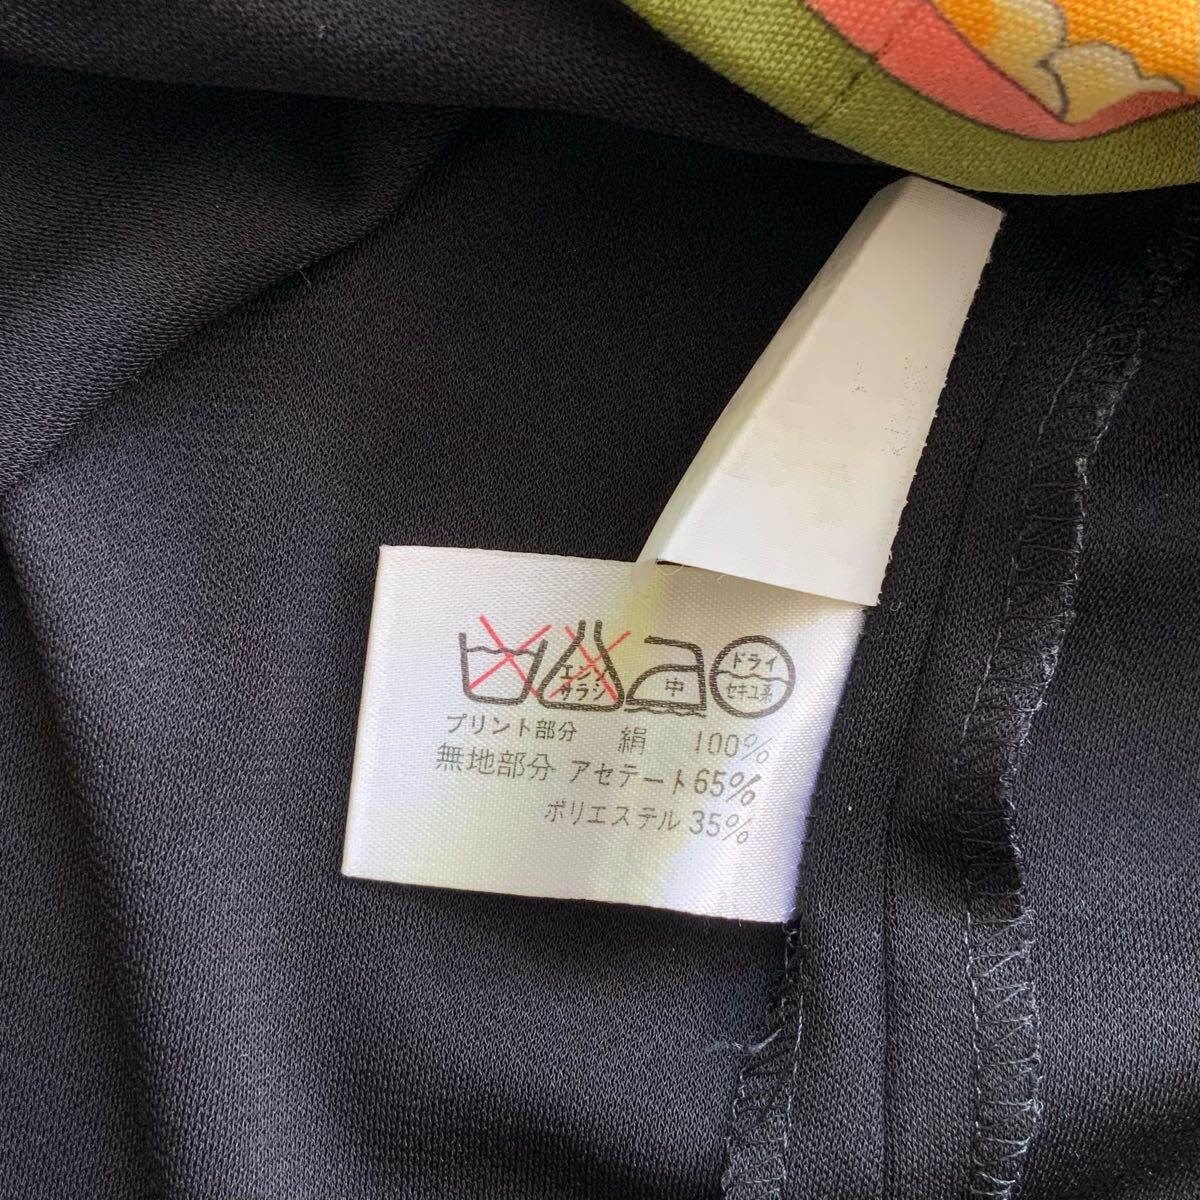 エンソ サラシ 中 ドライ セキユ系
プリント部分 絹 100%
無地部分 アセテート65%
ポリエステル 35%